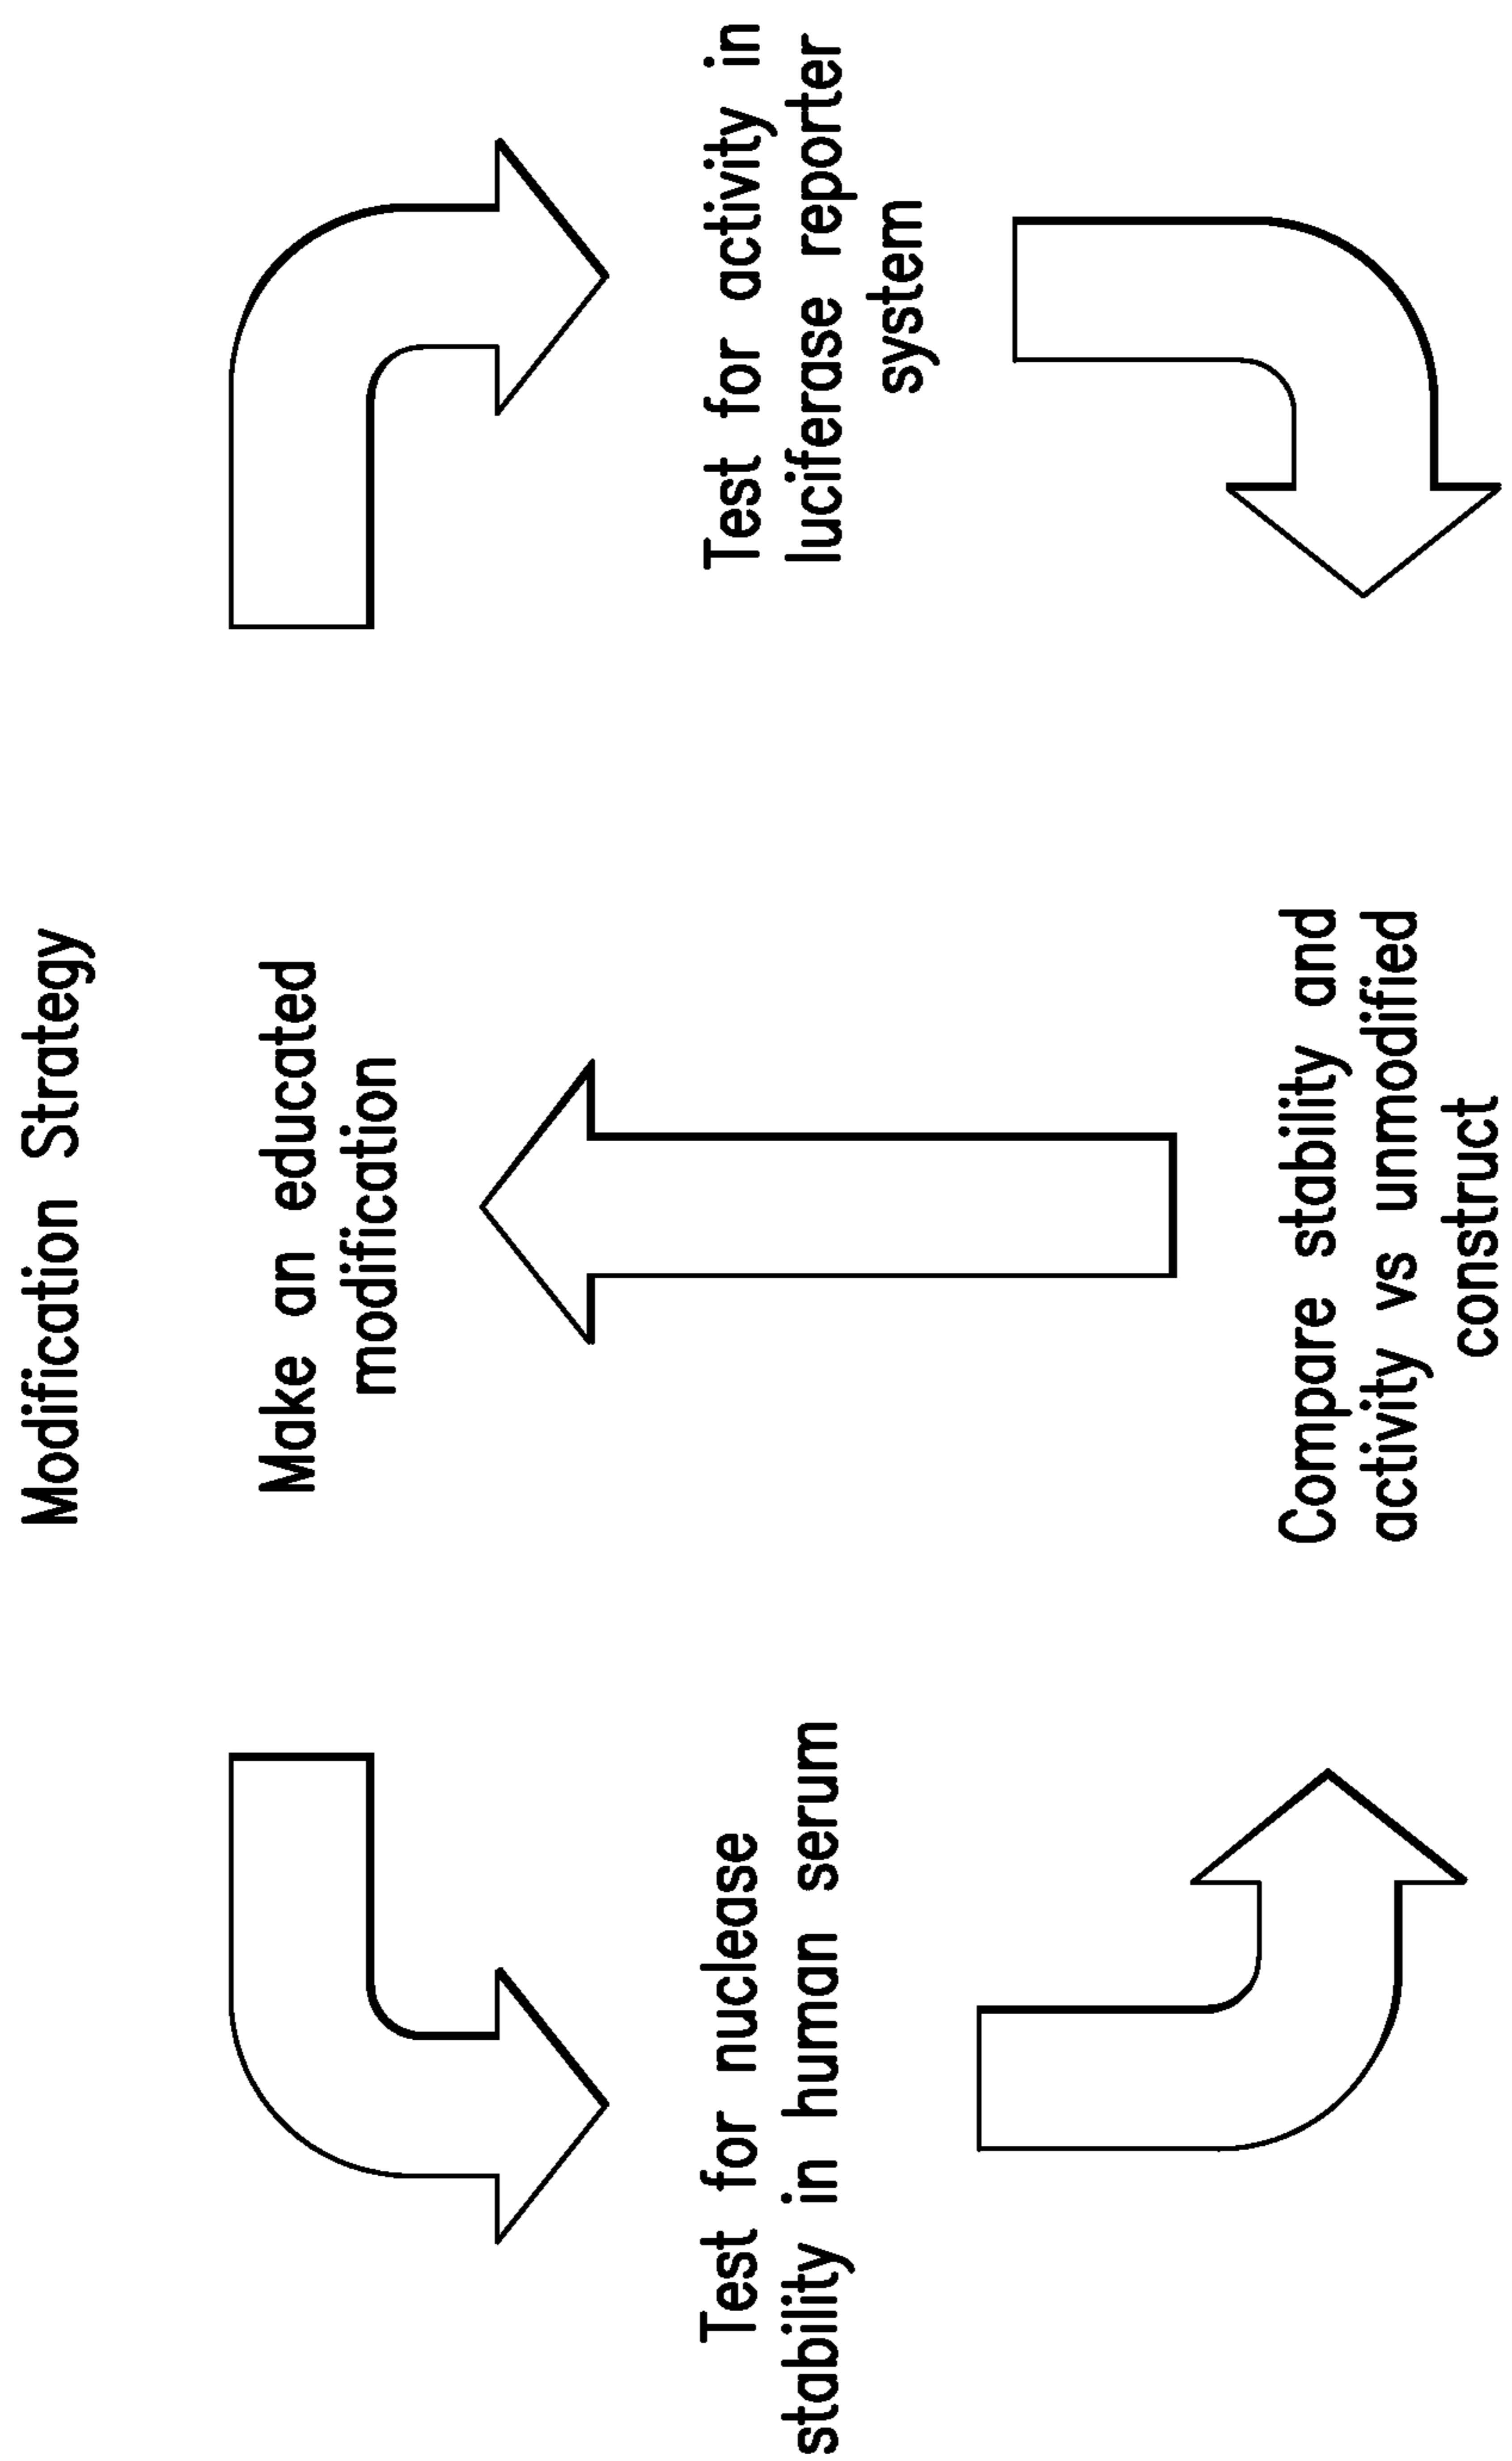 Modification Strategy
Make an educated
modification
Test for nuclease
stability in human serum
Test for activity in
luciferase reporter
system
Compare stability and
activity vs unmodified
construct